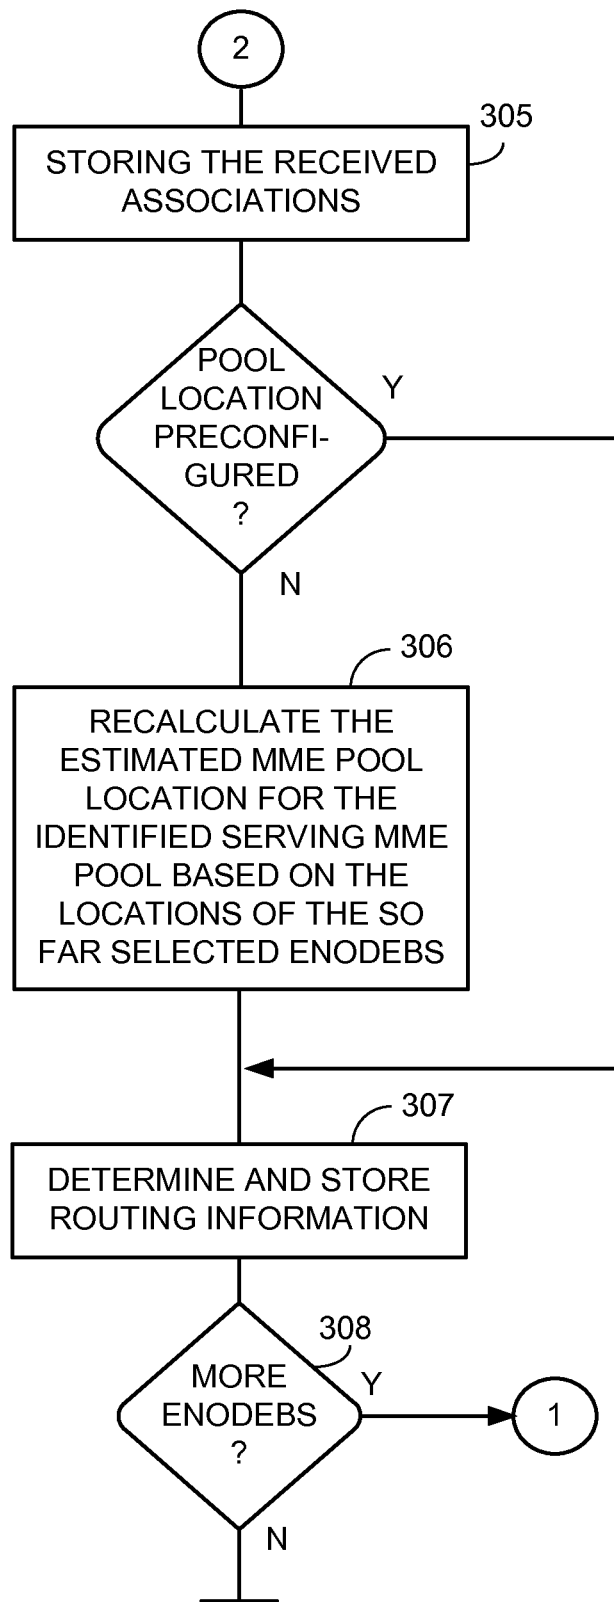 2
305
STORING THE RECEIVED
ASSOCIATIONS
POOL
LOCATION
PRECONFI-
GURED
?
Y
N
306
RECALCULATE THE
ESTIMATED MME POOL
LOCATION FOR THE
IDENTIFIED SERVING MME
POOL BASED ON THE
LOCATIONS OF THE SO
FAR SELECTED ENODEBS
307
DETERMINE AND STORE
ROUTING INFORMATION
308
MORE
ENODEBS
?
Y
1
N